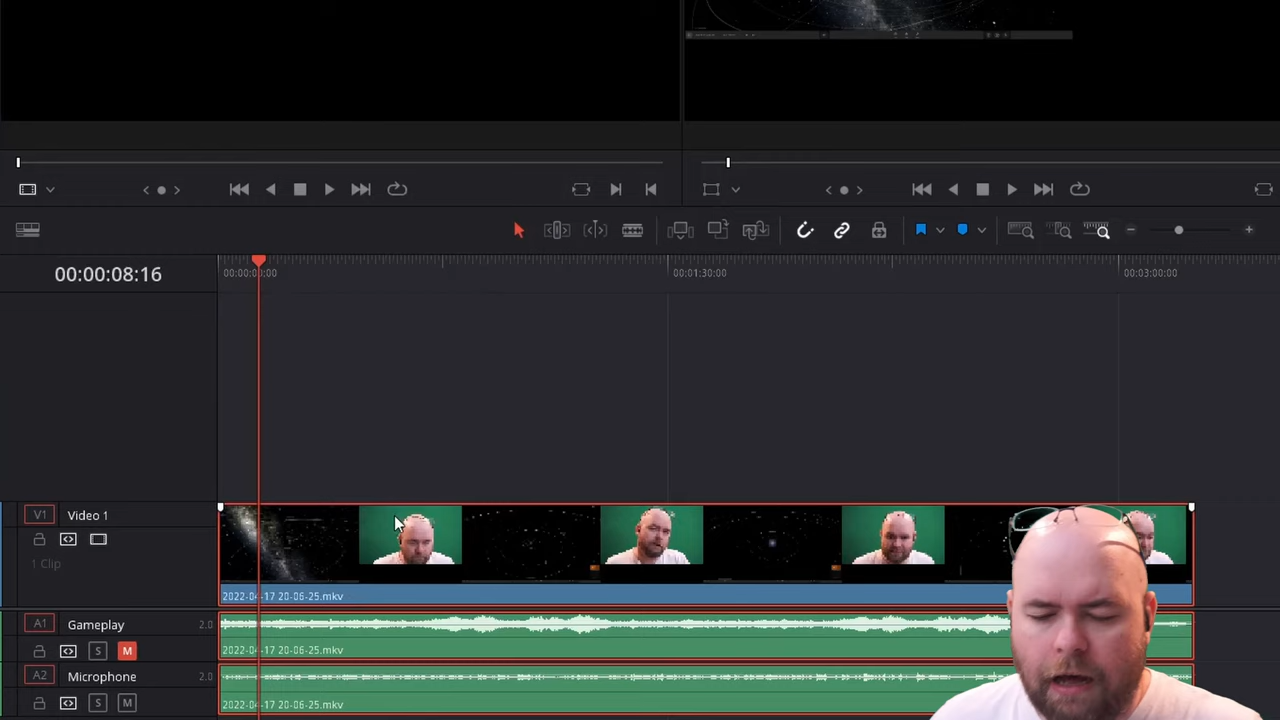 00:00:08:16
00:00:00:00
00:01:30:00
00:03:00:00
V1
Video 1
1 Clip
2022-04-17 20-06-25.mkv
A1
Gameplay
2.0
S
M
2022-04-17 20-06-25.mkv
A2
Microphone
2.0
S
M
2022-04-17 20-06-25.mkv